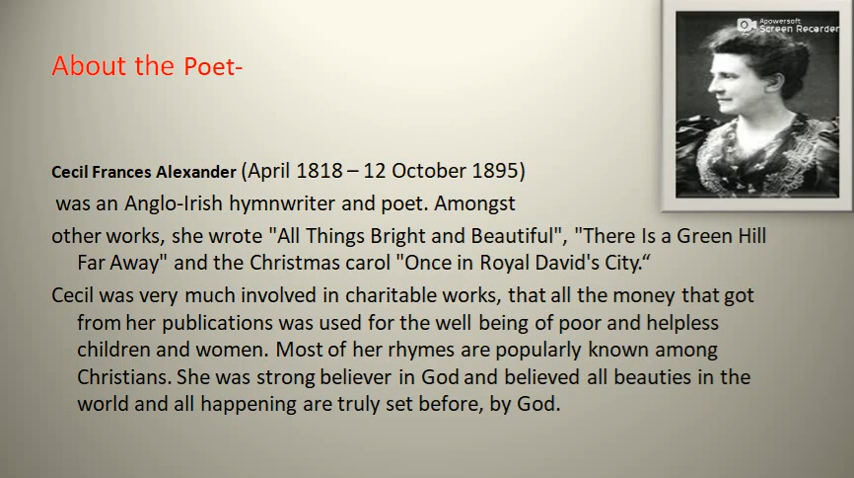 Apowersoft
Screen Recorder
About the Poet-
Cecil Frances Alexander (April 1818 – 12 October 1895)
was an Anglo-Irish hymnwriter and poet. Amongst
other works, she wrote "All Things Bright and Beautiful", "There Is a Green Hill
Far Away" and the Christmas carol "Once in Royal David's City.“
Cecil was very much involved in charitable works, that all the money that got
from her publications was used for the well being of poor and helpless
children and women. Most of her rhymes are popularly known among
Christians. She was strong believer in God and believed all beauties in the
world and all happening are truly set before, by God.